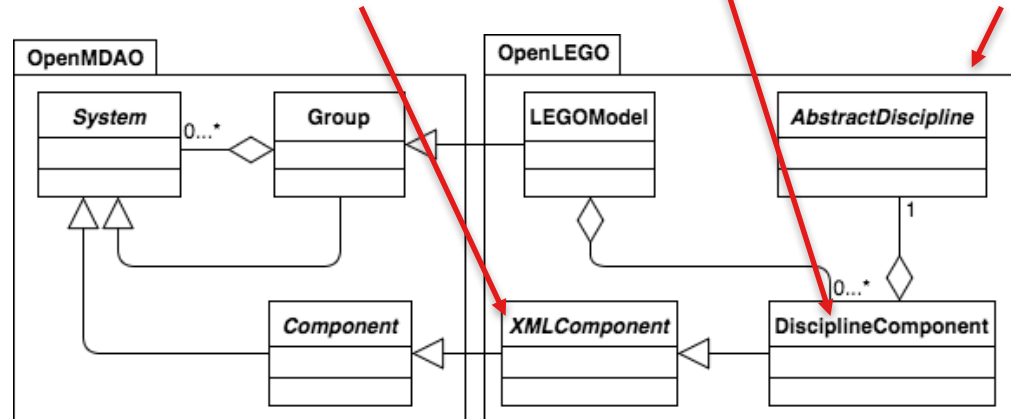 OpenMDAO
OpenLEGO
System
0...*
Group
LEGOModel
AbstractDiscipline
1
0...*
Component
XMLComponent
DisciplineComponent